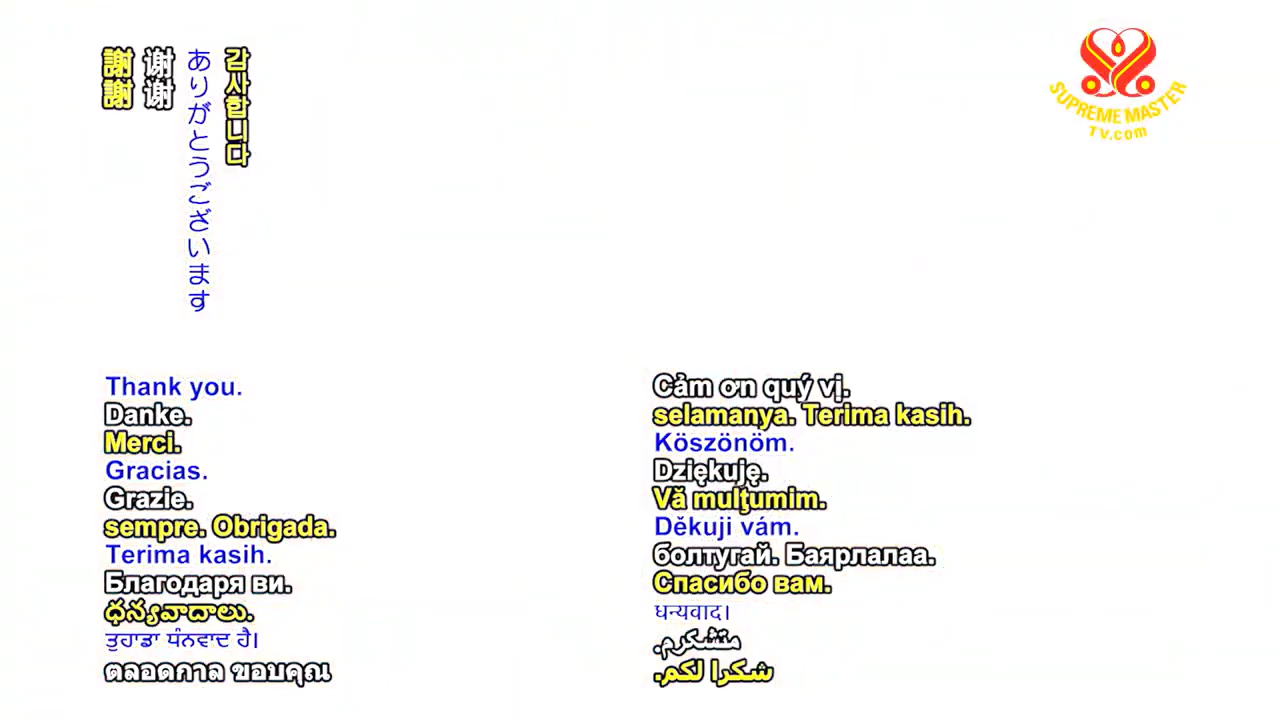 謝謝
谢谢
ありがとうございます
감사합니다
SUPREME MASTER
TV.com
Thank you.
Danke.
Merci.
Gracias.
Grazie.
sempre. Obrigada.
Terima kasih.
Благодаря ви.
ధన్యవాదాలు.
ਤੁਹਾਡਾ ਧੰਨਵਾਦ ਹੈ।
ตลอดกาล ขอบคุณ
Cảm ơn quý vị.
selamanya. Terima kasih.
Köszönöm.
Dziękuję.
Vă mulţumim.
Děkuji vám.
болтугай. Баярлалаа.
Спасибо вам.
धन्यवाद।
متشکرم.
شكرا لكم.